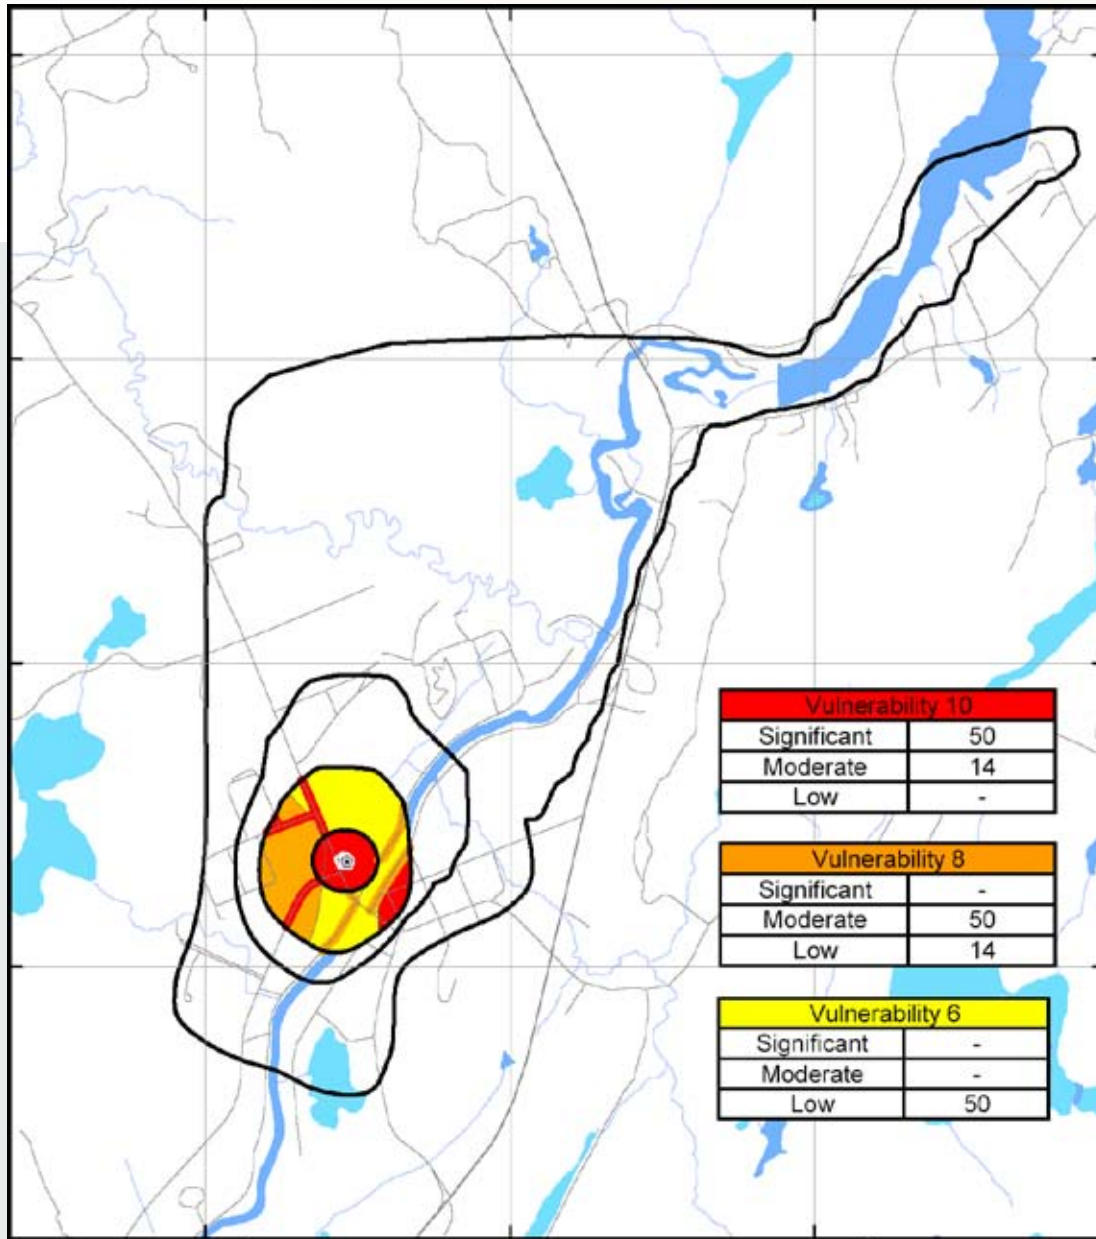 Vulnerability 10
Significant 50
Moderate 14
Low -
Vulnerability 8
Significant -
Moderate 50
Low 14
Vulnerability 6
Significant -
Moderate -
Low 50